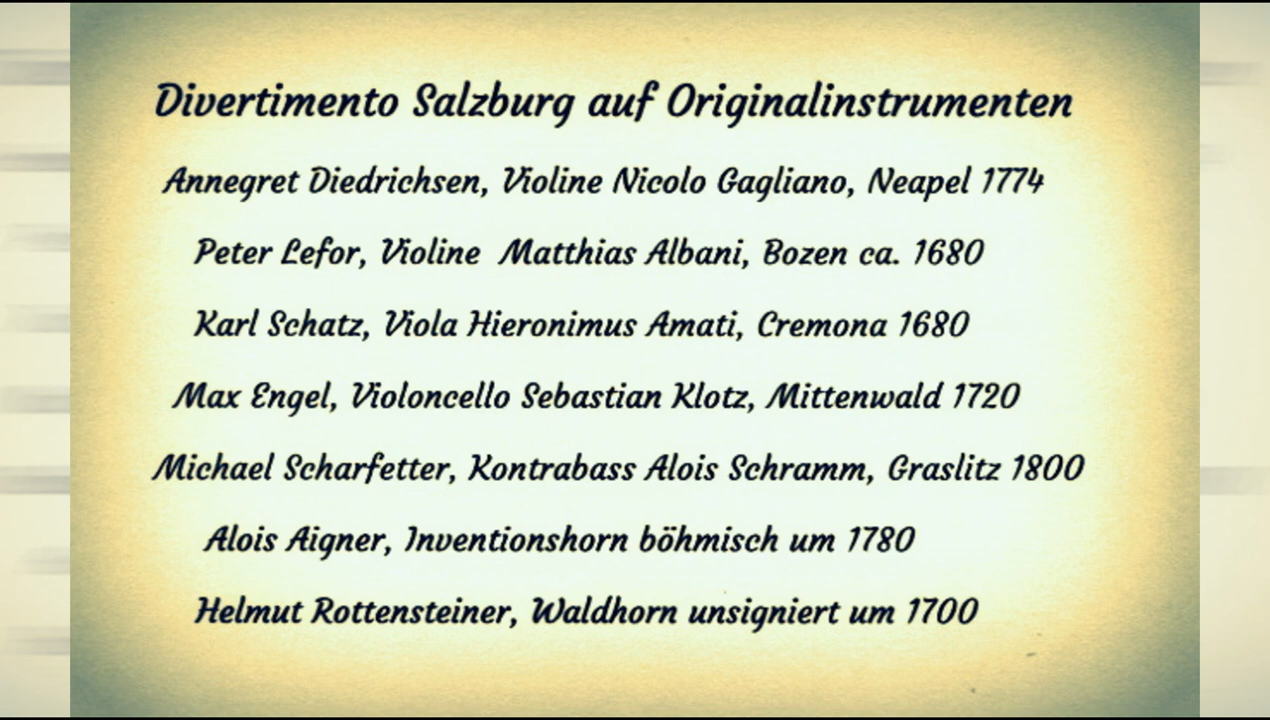 Divertimento Salzburg auf Originalinstrumenten
Annegret Diedrichsen, Violine Nicolo Gagliano, Neapel 1774
Peter Lefor, Violine Matthias Albani, Bozen ca. 1680
Karl Schatz, Viola Hieronimus Amati, Cremona 1680
Max Engel, Violoncello Sebastian Klotz, Mittenwald 1720
Michael Scharfetter, Kontrabass Alois Schramm, Graslitz 1800
Alois Aigner, Inventionshorn böhmisch um 1780
Helmut Rottensteiner, Waldhorn unsigniert um 1700